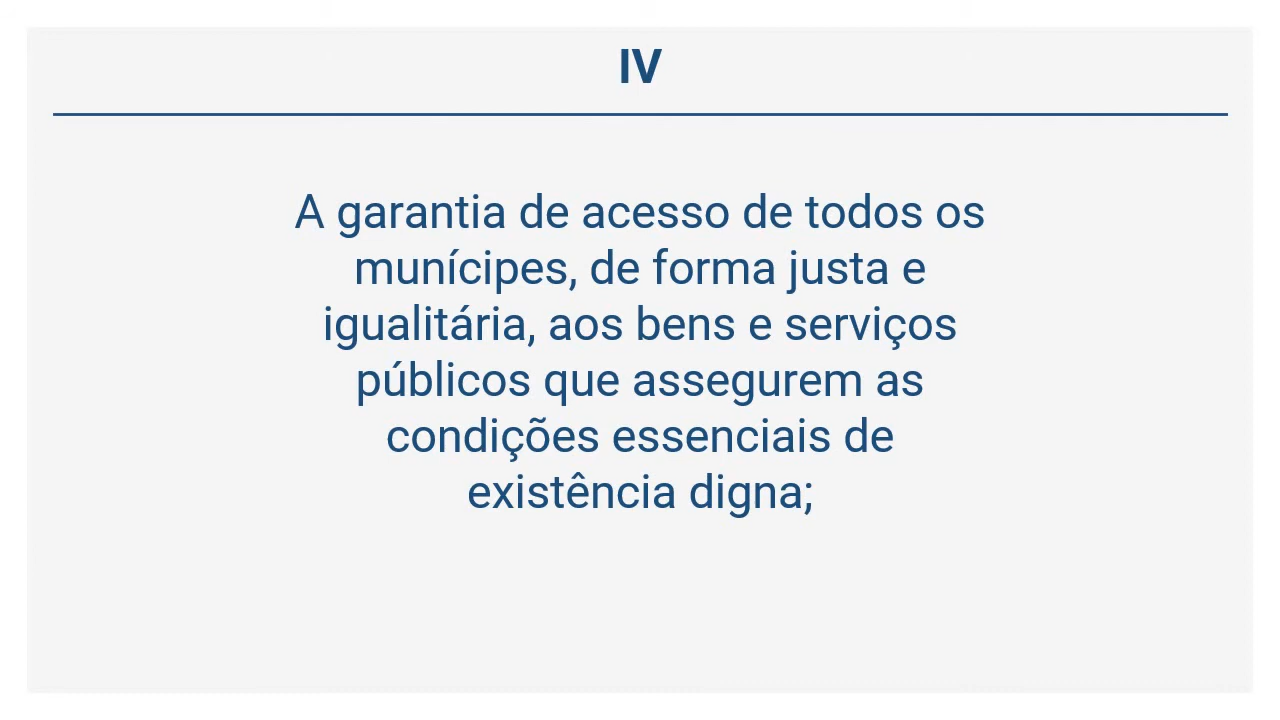 IV
A garantia de acesso de todos os
munícipes, de forma justa e
igualitária, aos bens e serviços
públicos que assegurem as
condições essenciais de
existência digna;